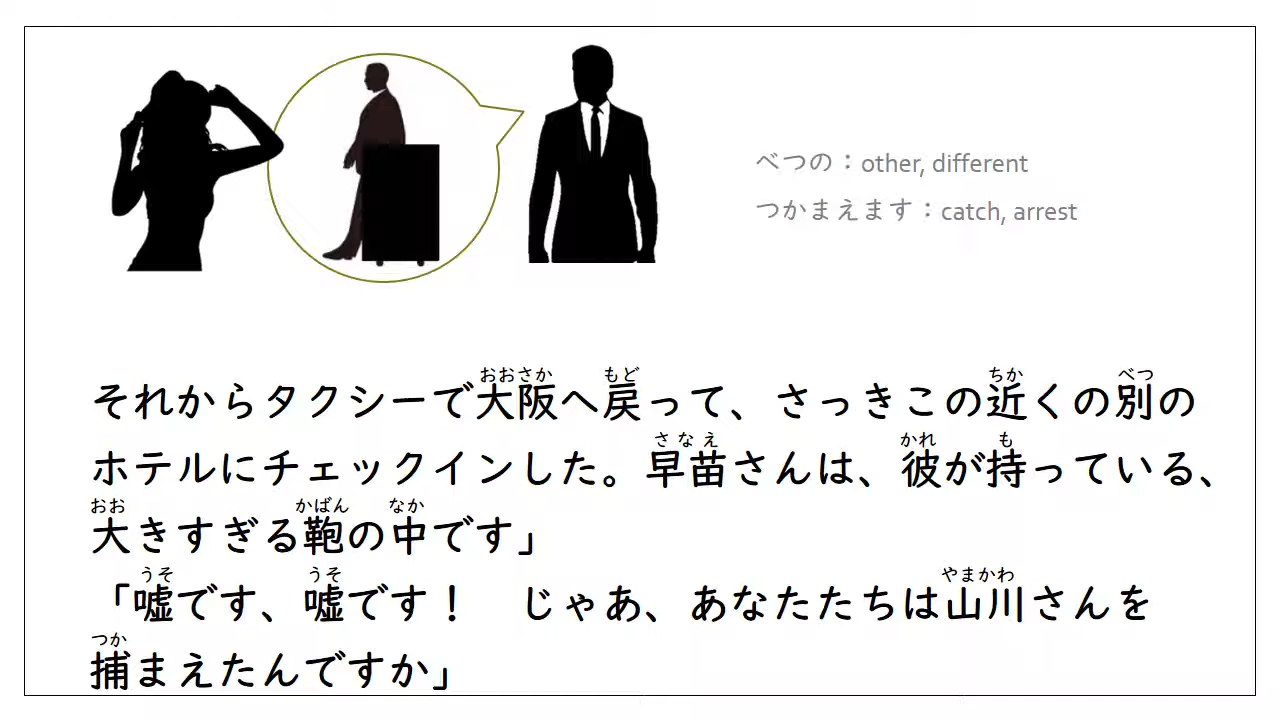 べつの：other, different
つかまえます：catch, arrest
それからタクシーで大阪へ戻って、さっきこの近くの別の
ホテルにチェックインした。早苗さんは、彼が持っている、
大きすぎる鞄の中です」
「嘘です、嘘です！　じゃあ、あなたたちは山川さんを
捕まえたんですか」